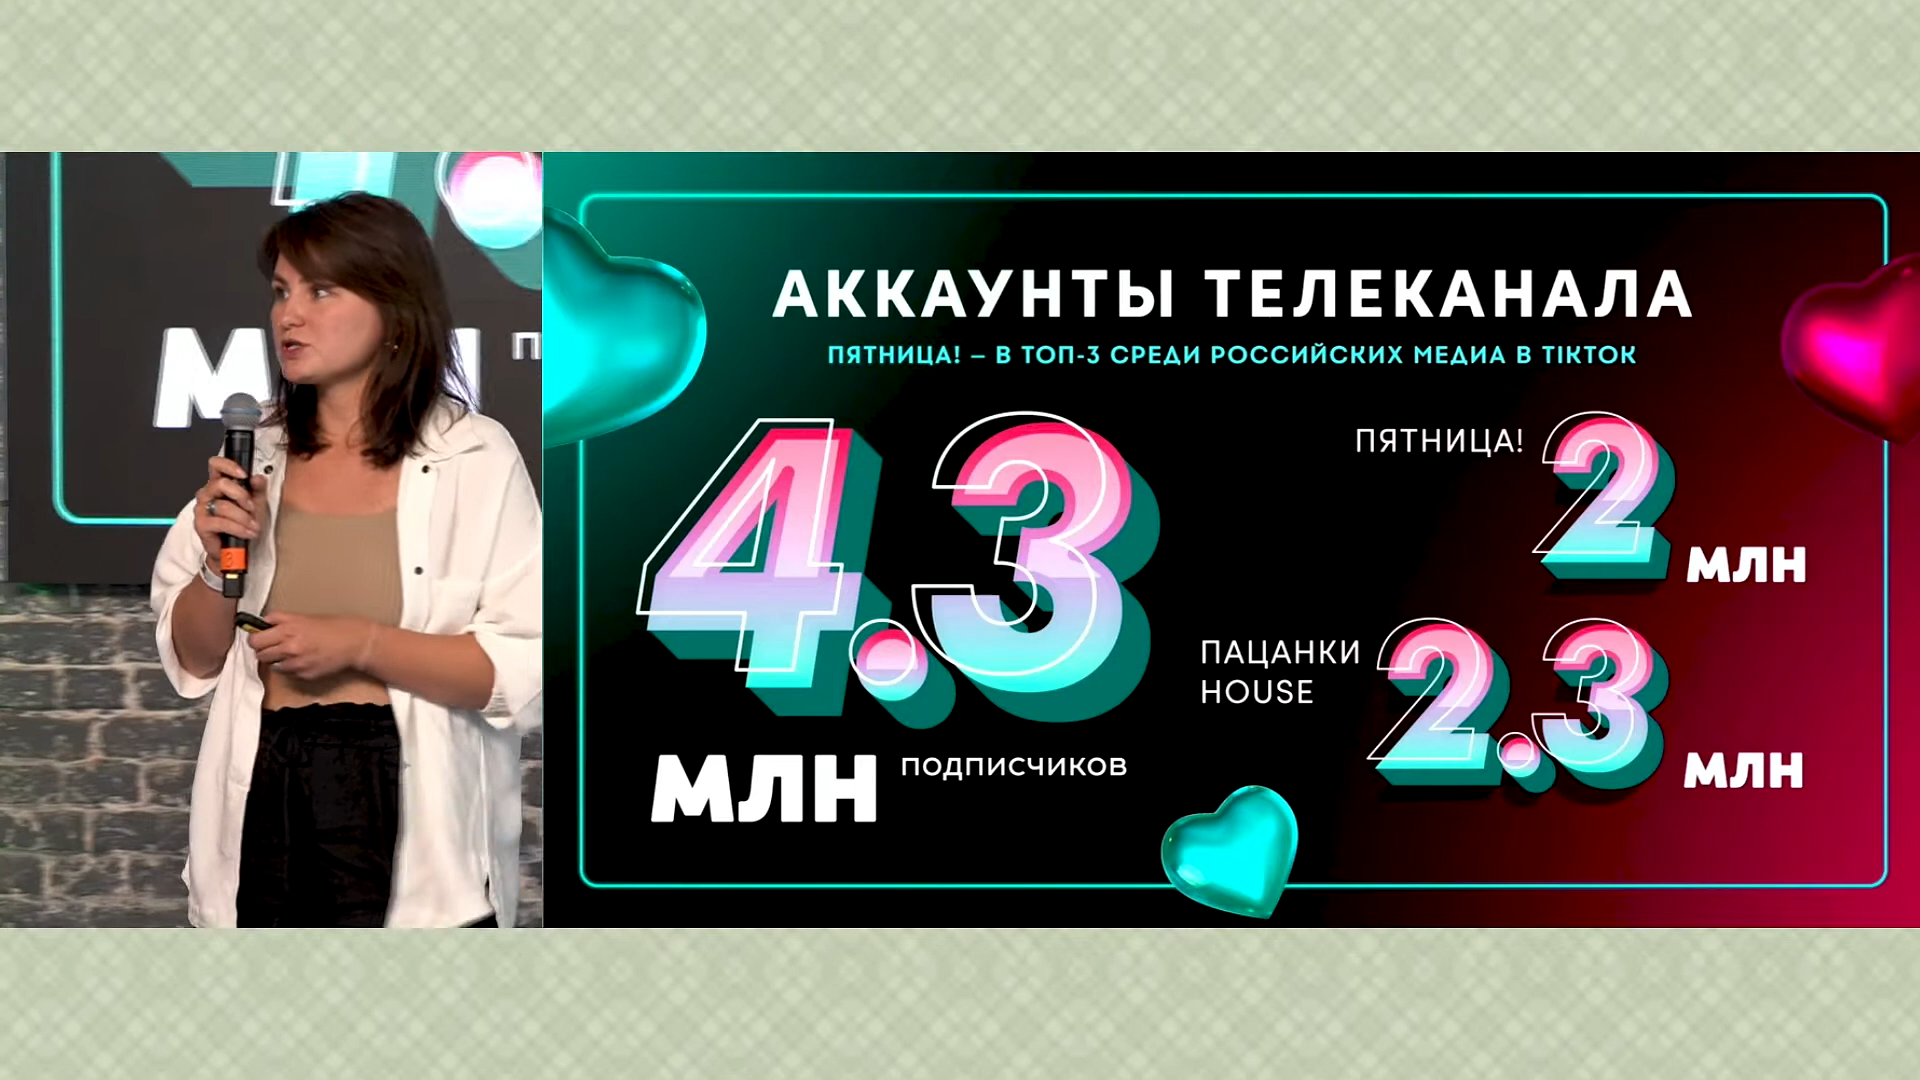 АККАУНТЫ ТЕЛЕКАНАЛА
ПЯТНИЦА! – В ТОП-3 СРЕДИ РОССИЙСКИХ МЕДИА В TIKTOK
4.3
МЛН подписчиков
ПЯТНИЦА! 2 МЛН
ПАЦАНКИ
HOUSE
2.3 МЛН